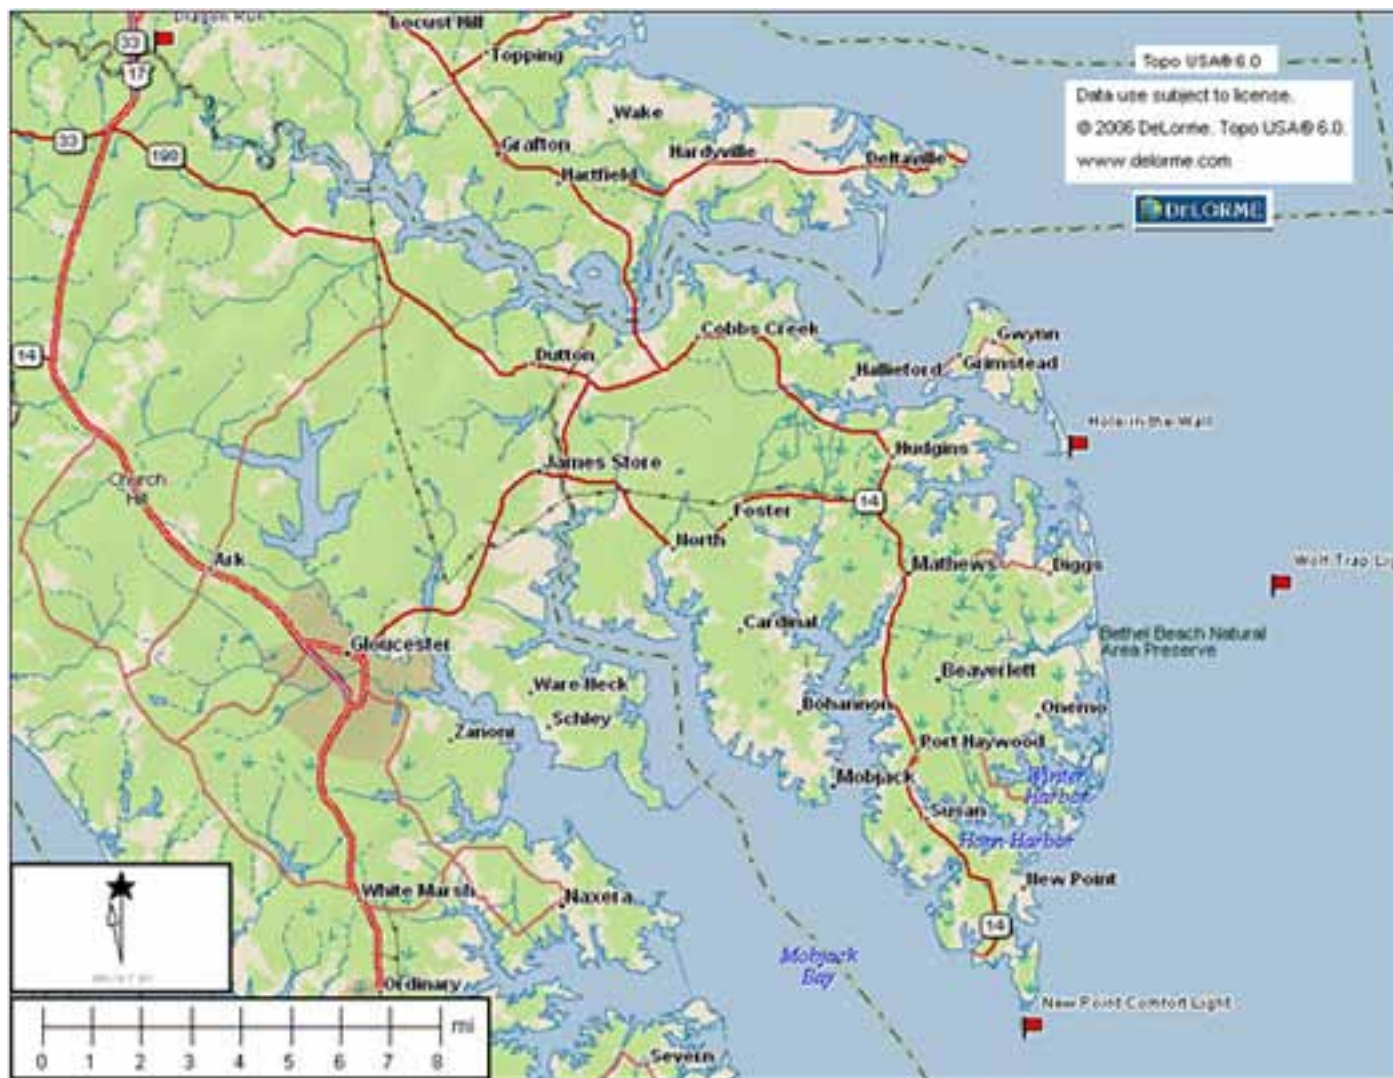 Dragon Run
33
17
Locust Hill
Topping
Topo USA® 6.0
Data use subject to license.
© 2006 DeLorme. Topo USA® 6.0.
www.delorme.com
DELORME
Wake
33
198
Grafton
Hardyville
Deltaville
Hartfield
14
Cobbs Creek
Gwynn
Dutton
Hallieford
Grimstead
Hole in the Wall
Hudgins
James Store
Church
Hill
14
Foster
North
Ark
Mathews
Diggs
Wolf Trap Lig
Cardinal
Gloucester
Bethel Beach Natural
Area Preserve
Beaverlett
Ware Neck
Bohannon
Onemo
Schley
Zanoni
Port Haywood
Mobjack
Winter
Harbor
Susan
Horn Harbor
New Point
White Marsh
Naxera
14
Mobjack
Bay
Ordinary
New Point Comfort Light
mi
0 1 2 3 4 5 6 7 8
Severn